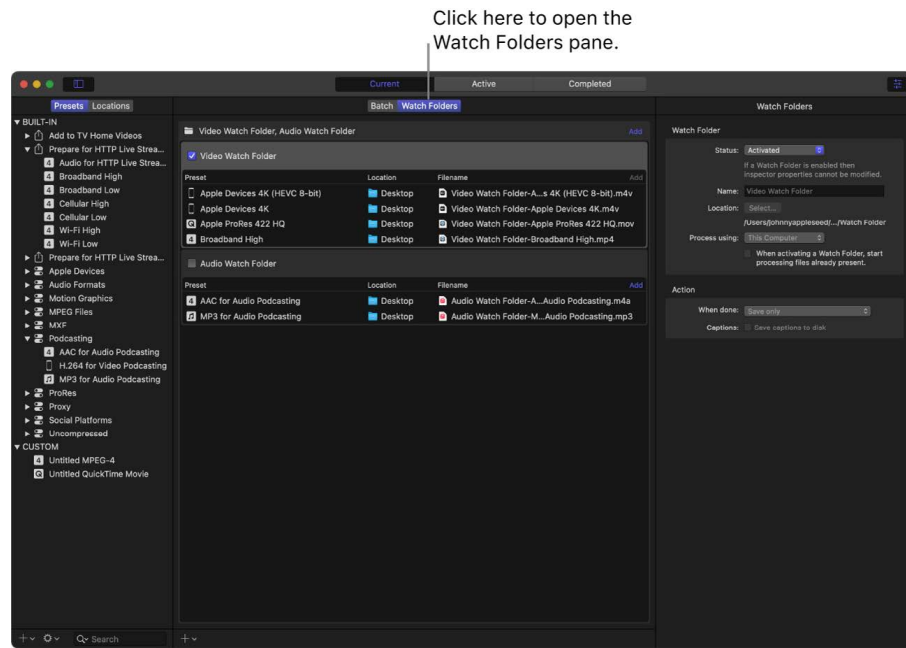 Click here to open the
Watch Folders pane.
Current Active Completed
Presets Locations
Batch Watch Folders
Watch Folders
BUILT-IN
Add to TV Home Videos
Prepare for HTTP Live Strea...
Audio for HTTP Live Strea...
Broadband High
Broadband Low
Cellular High
Cellular Low
Wi-Fi High
Wi-Fi Low
Prepare for HTTP Live Strea...
Apple Devices
Audio Formats
Motion Graphics
MPEG Files
MXF
Podcasting
AAC for Audio Podcasting
H.264 for Video Podcasting
MP3 for Audio Podcasting
ProRes
Proxy
Social Platforms
Uncompressed
CUSTOM
Untitled MPEG-4
Untitled QuickTime Movie
Search
Video Watch Folder, Audio Watch Folder Add
Video Watch Folder
Preset Location Filename Add
Apple Devices 4K (HEVC 8-bit) Desktop Video Watch Folder-A...s 4K (HEVC 8-bit).m4v
Apple Devices 4K Desktop Video Watch Folder-Apple Devices 4K.m4v
Apple ProRes 422 HQ Desktop Video Watch Folder-Apple ProRes 422 HQ.mov
Broadband High Desktop Video Watch Folder-Broadband High.mp4
Audio Watch Folder
Preset Location Filename Add
AAC for Audio Podcasting Desktop Audio Watch Folder-A...Audio Podcasting.m4a
MP3 for Audio Podcasting Desktop Audio Watch Folder-M...Audio Podcasting.mp3
Watch Folder
Status: Activated
If a Watch Folder is enabled then
inspector properties cannot be modified.
Name: Video Watch Folder
Location: Select...
/Users/johnnyappleseed/.../Watch Folder
Process using: This Computer
When activating a Watch Folder, start
processing files already present.
Action
When done: Save only
Captions: Save captions to disk